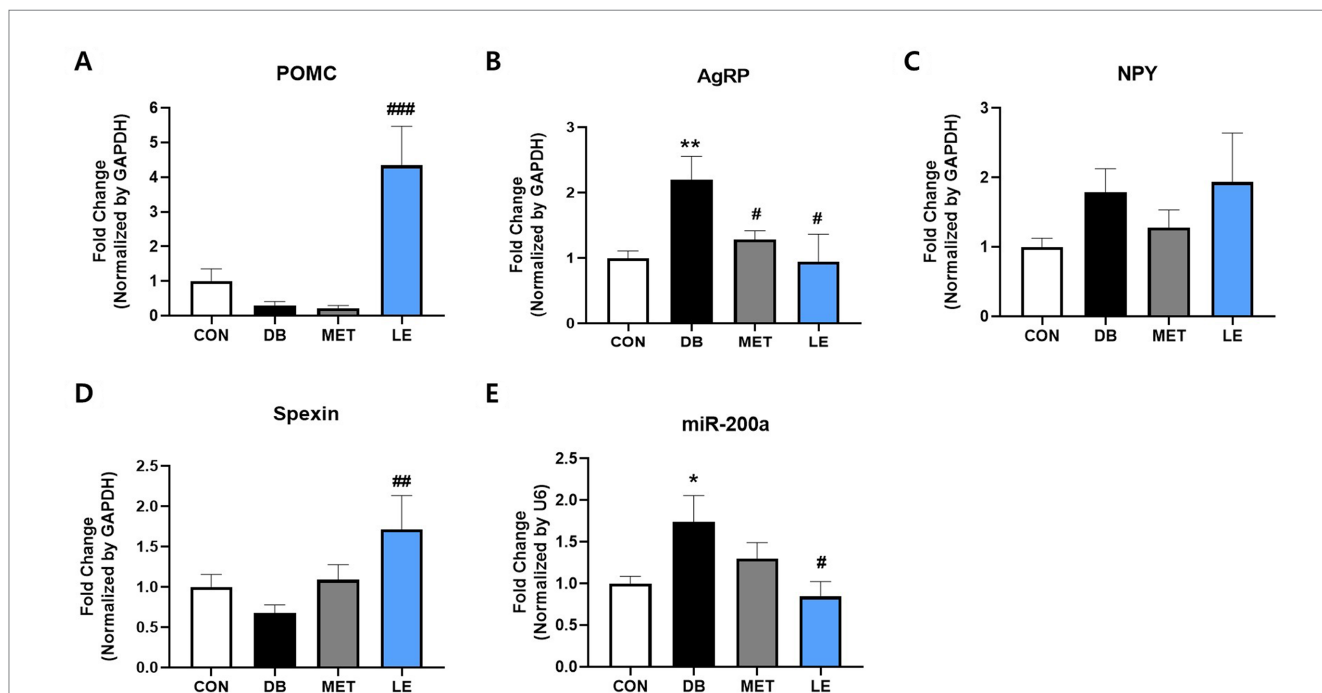 A
POMC
Fold Change
(Normalized by GAPDH)
6
5
4
3
2
1
0
###
CON DB MET LE
B
AgRP
Fold Change
(Normalized by GAPDH)
3
2
1
0
**
#
#
CON DB MET LE
C
NPY
Fold Change
(Normalized by GAPDH)
3
2
1
0
CON DB MET LE
D
Spexin
Fold Change
(Normalized by GAPDH)
2.5
2.0
1.5
1.0
0.5
0.0
##
CON DB MET LE
E
miR-200a
Fold Change
(Normalized by U6)
2.5
2.0
1.5
1.0
0.5
0.0
*
#
CON DB MET LE